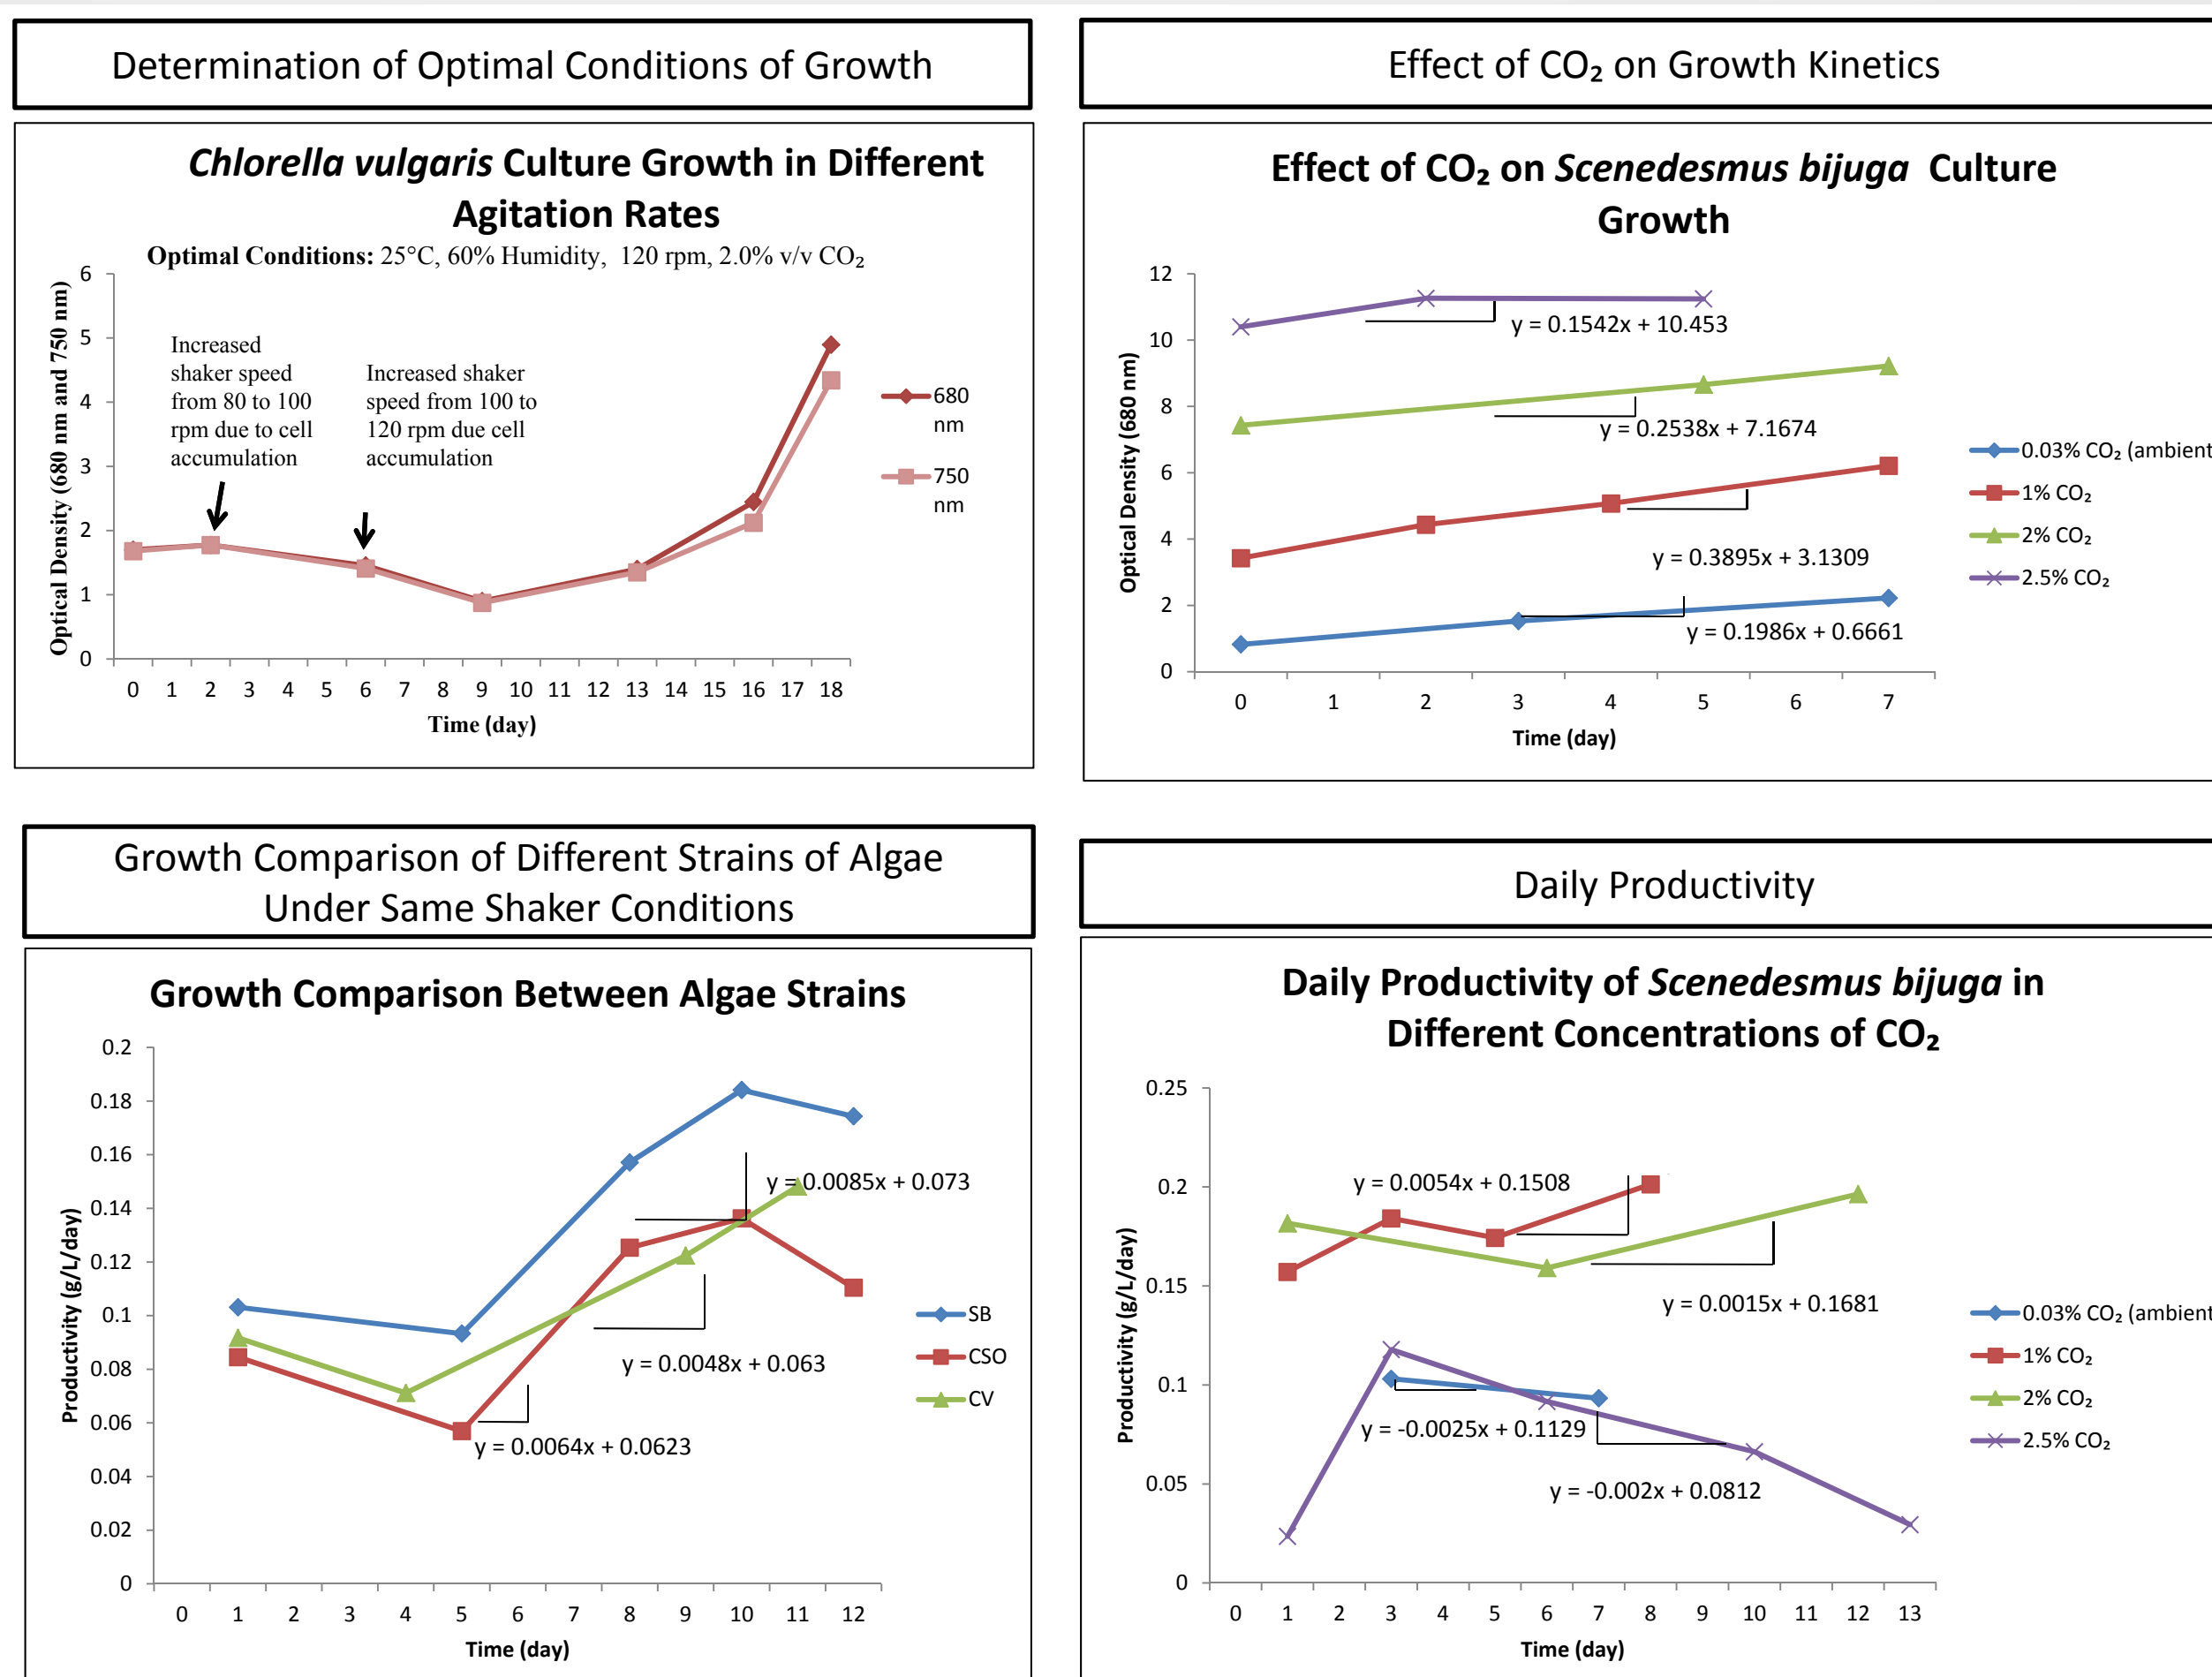 Determination of Optimal Conditions of Growth
Chlorella vulgaris Culture Growth in Different
Agitation Rates
Optimal Conditions: 25°C, 60% Humidity, 120 rpm, 2.0% v/v CO₂
Optical Density (680 nm and 750 nm)
6
5
4
3
2
1
0
Increased
shaker speed
from 80 to 100
rpm due to cell
accumulation
Increased shaker
speed from 100 to
120 rpm due cell
accumulation
680
nm
750
nm
0 1 2 3 4 5 6 7 8 9 10 11 12 13 14 15 16 17 18
Time (day)
Effect of CO₂ on Growth Kinetics
Effect of CO₂ on Scenedesmus bijuga Culture
Growth
Optical Density (680 nm)
12
10
8
6
4
2
0
y = 0.1542x + 10.453
y = 0.2538x + 7.1674
y = 0.3895x + 3.1309
y = 0.1986x + 0.6661
0.03% CO₂ (ambient
1% CO₂
2% CO₂
2.5% CO₂
0 1 2 3 4 5 6 7
Time (day)
Growth Comparison of Different Strains of Algae
Under Same Shaker Conditions
Growth Comparison Between Algae Strains
Productivity (g/L/day)
0.2
0.18
0.16
0.14
0.12
0.1
0.08
0.06
0.04
0.02
0
y = 0.0085x + 0.073
y = 0.0048x + 0.063
y = 0.0064x + 0.0623
SB
CSO
CV
0 1 2 3 4 5 6 7 8 9 10 11 12
Time (day)
Daily Productivity
Daily Productivity of Scenedesmus bijuga in
Different Concentrations of CO₂
Productivity (g/L/day)
0.25
0.2
0.15
0.1
0.05
0
y = 0.0054x + 0.1508
y = 0.0015x + 0.1681
y = -0.0025x + 0.1129
y = -0.002x + 0.0812
0.03% CO₂ (ambient
1% CO₂
2% CO₂
2.5% CO₂
0 1 2 3 4 5 6 7 8 9 10 11 12 13
Time (day)